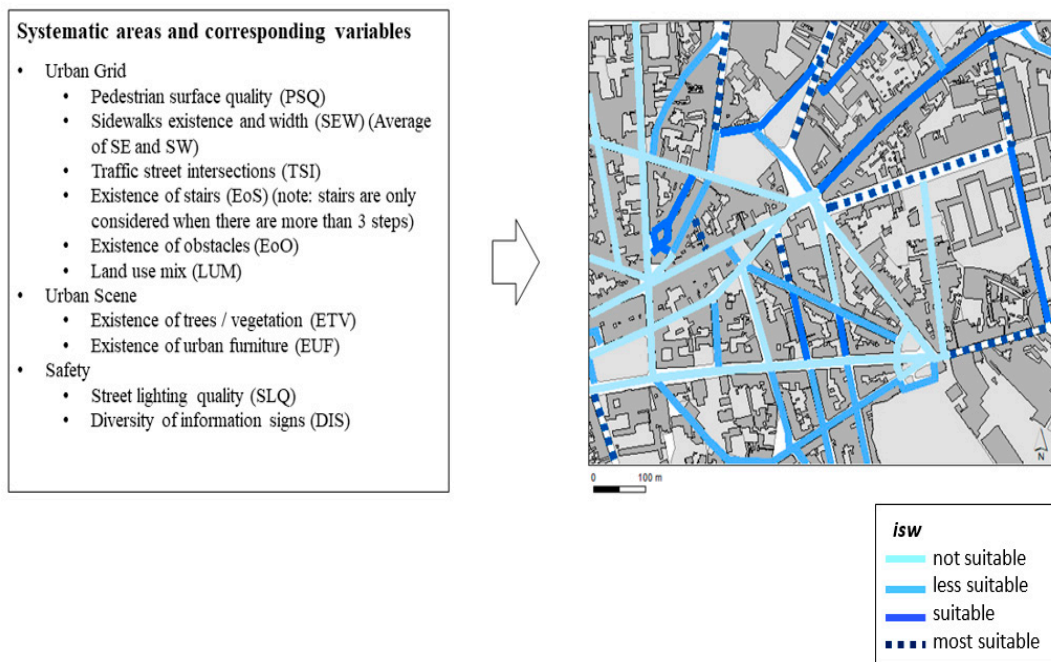 Systematic areas and corresponding variables
• Urban Grid
• Pedestrian surface quality (PSQ)
• Sidewalks existence and width (SEW) (Average
of SE and SW)
• Traffic street intersections (TSI)
• Existence of stairs (EoS) (note: stairs are only
considered when there are more than 3 steps)
• Existence of obstacles (EoO)
• Land use mix (LUM)
• Urban Scene
• Existence of trees / vegetation (ETV)
• Existence of urban furniture (EUF)
• Safety
• Street lighting quality (SLQ)
• Diversity of information signs (DIS)
N
0 100 m
isw
not suitable
less suitable
suitable
most suitable